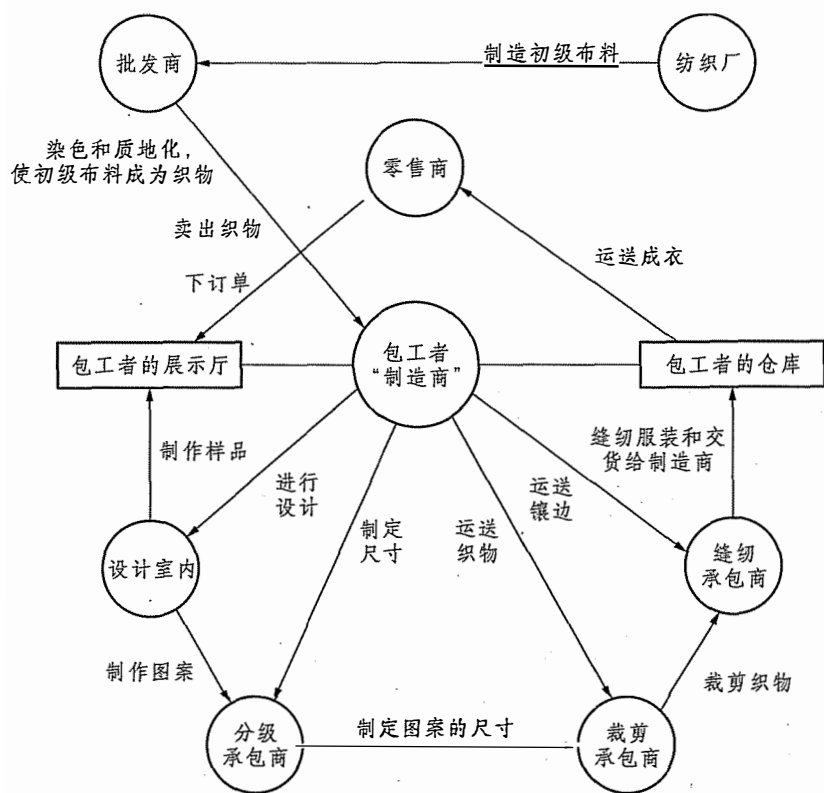 批发商
制造初级布料
纺织厂
染色和质地化，
使初级布料成为织物
零售商
卖出织物
运送成衣
下订单
包工者的展示厅
包工者
“制造商”
包工者的仓库
制作样品
进行
设计
制定
尺寸
运送
织物
运送
镶边
缝纫服装和交
货给制造商
设计室内
缝纫
承包商
制作图案
裁剪织物
分级
承包商
制定图案的尺寸
裁剪
承包商